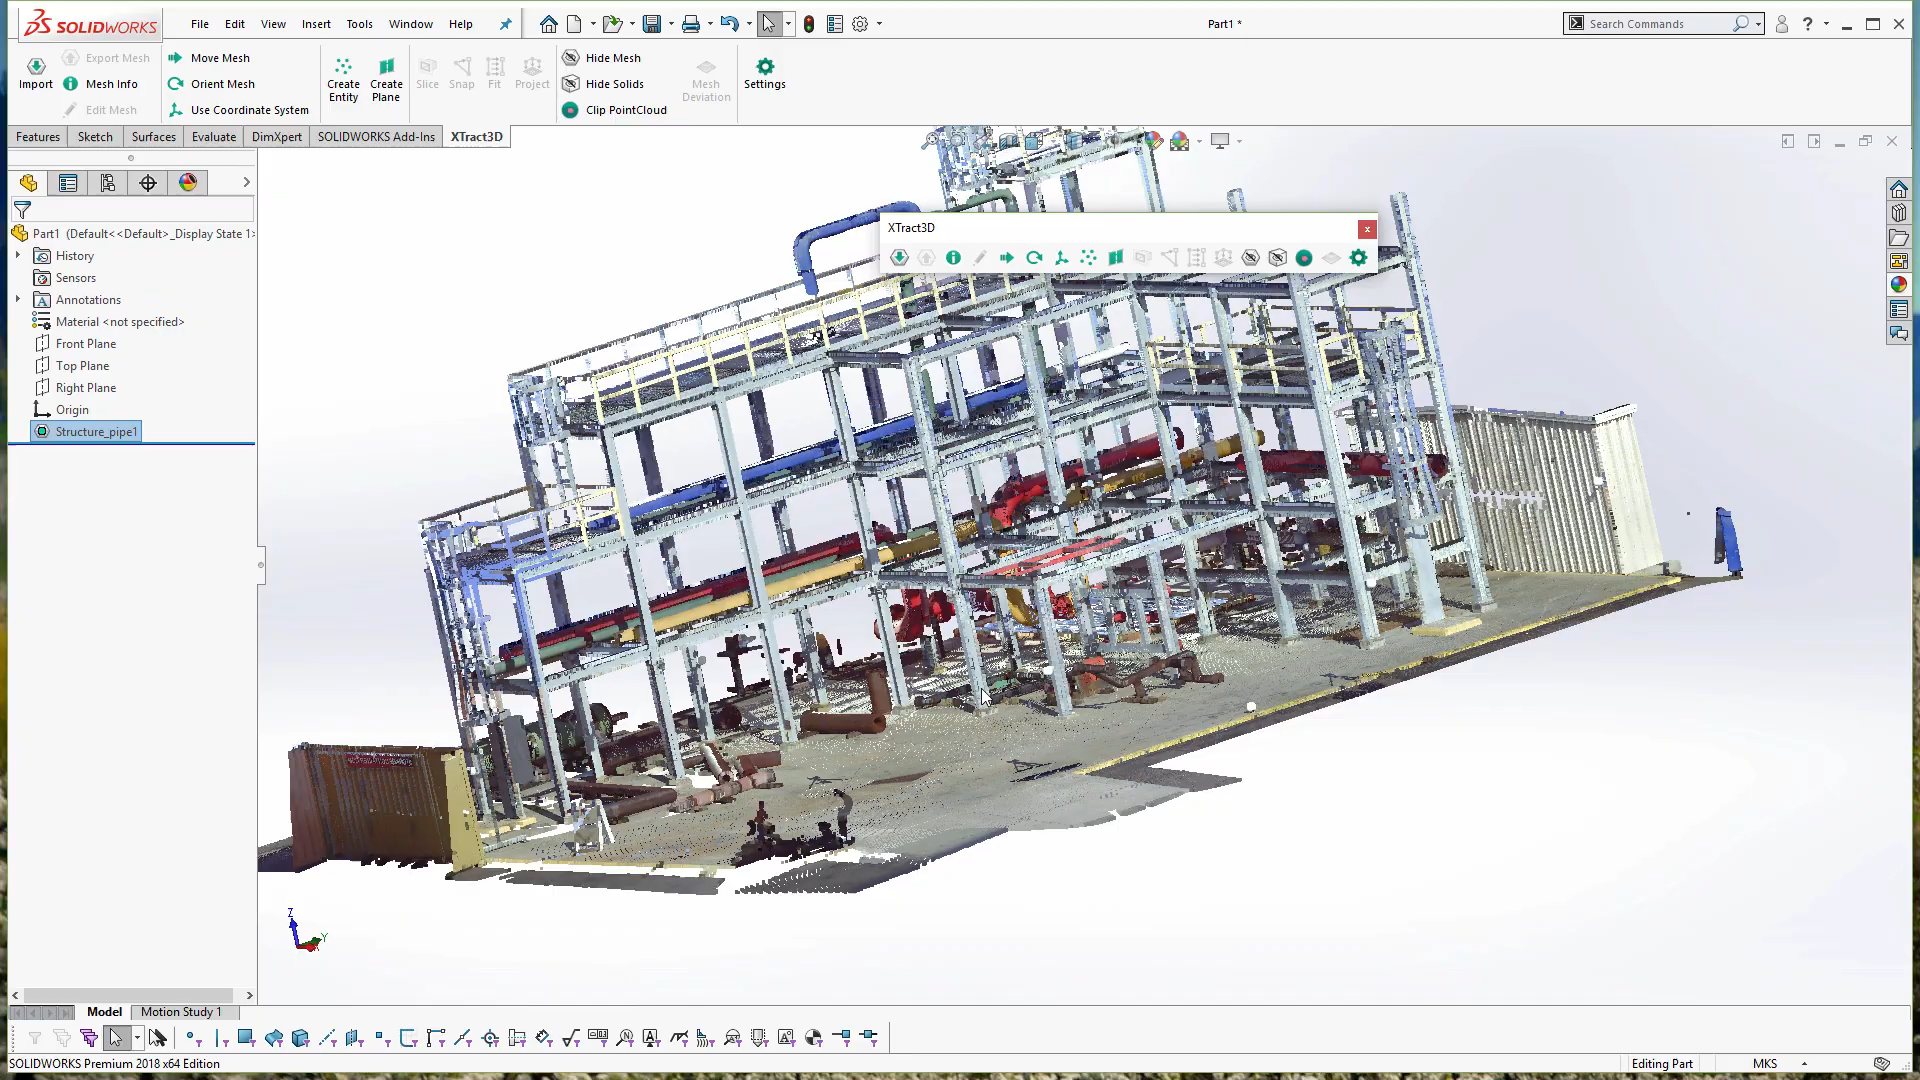 SOLIDWORKS
File Edit View Insert Tools Window Help
Part1 *
Search Commands
?
Import
Export Mesh
Mesh Info
Edit Mesh
Move Mesh
Orient Mesh
Use Coordinate System
Create Entity
Create Plane
Slice
Snap
Fit
Project
Hide Mesh
Hide Solids
Clip PointCloud
Mesh Deviation
Settings
Features Sketch Surfaces Evaluate DimXpert SOLIDWORKS Add-Ins XTract3D
XTract3D
Part1 (Default<<Default>_Display State 1>
History
Sensors
Annotations
Material <not specified>
Front Plane
Top Plane
Right Plane
Origin
Structure_pipe1
Z
Y
Model Motion Study 1
SOLIDWORKS Premium 2018 x64 Edition
Editing Part
MKS